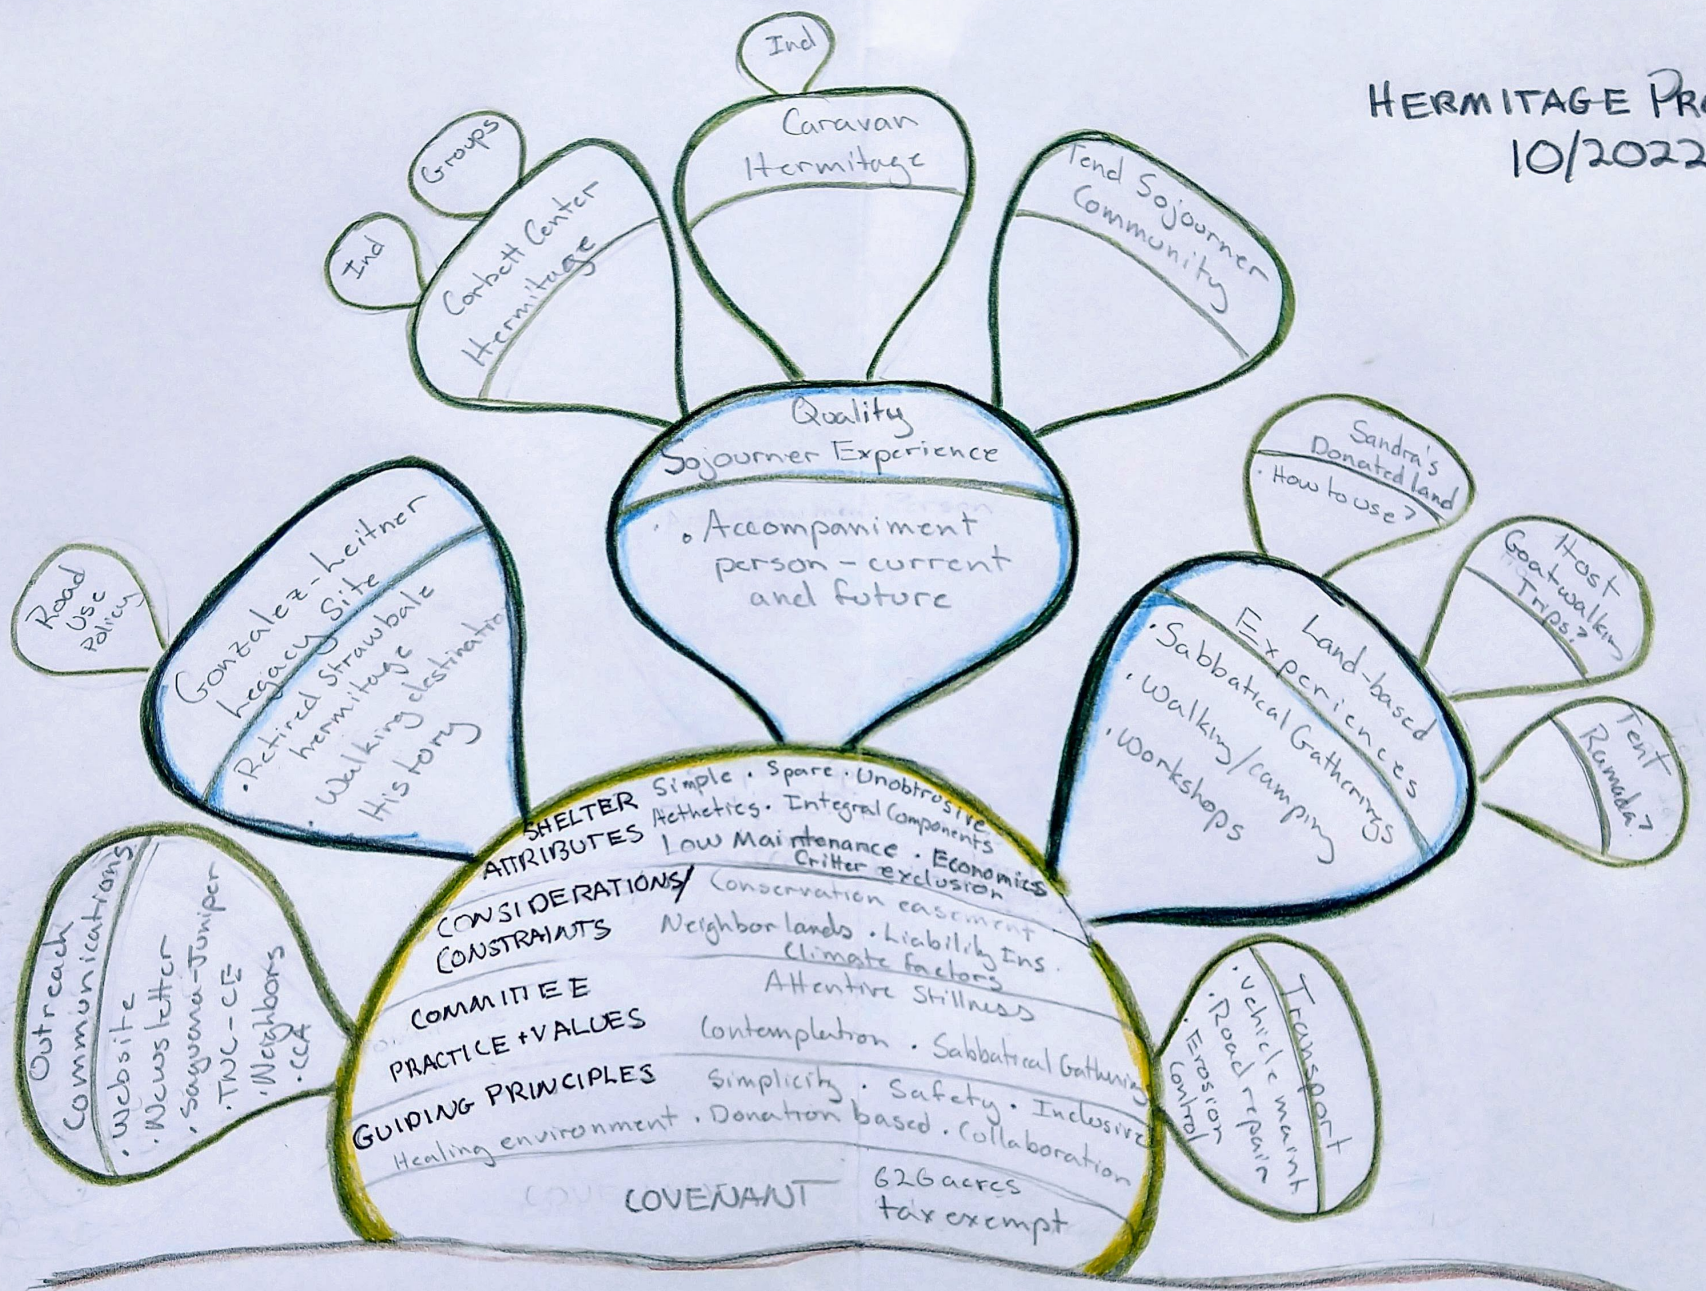 HERMITAGE PR
10/2022
Ind
Caravan
Hermitage
Groups
Ind
Corbett Center
Hermitage
Tend Sojourner
Community
Quality
Sojourner Experience
• Accompaniment
person - current
and future
Road
Use
Policy
Gonzalez-Leitner
Legacy Site
• Retired strawbale
hermitage
• Walking destination
History
Sandra's
Donated land
• How to use?
Host
Goatwalking
Trips?
Tent
Ramada?
Land-based
Experiences
• Sabbatical Gatherings
• Walking/camping
• Workshops
Outreach
Communications
• Website
• Newsletter
• Saguaro-Juniper
• TNC-CE
• Neighbors
• CCA
Transport
• Vehicle maint
• Road repair
• Erosion
Control
SHELTER
ATTRIBUTES
Simple • Spare • Unobtrusive
Aethetics • Integral Components
Low Maintenance • Economics
Critter exclusion
CONSIDERATIONS/
CONSTRAINTS
Conservation easement
Neighbor lands • Liability Ins.
Climate factors
COMMITTEE
PRACTICE + VALUES
Attentive Stillness
Contemplation • Sabbatical Gathering
GUIDING PRINCIPLES
Simplicity • Safety • Inclusive
Healing environment • Donation based • Collaboration
COVENANT
626 acres
tax exempt